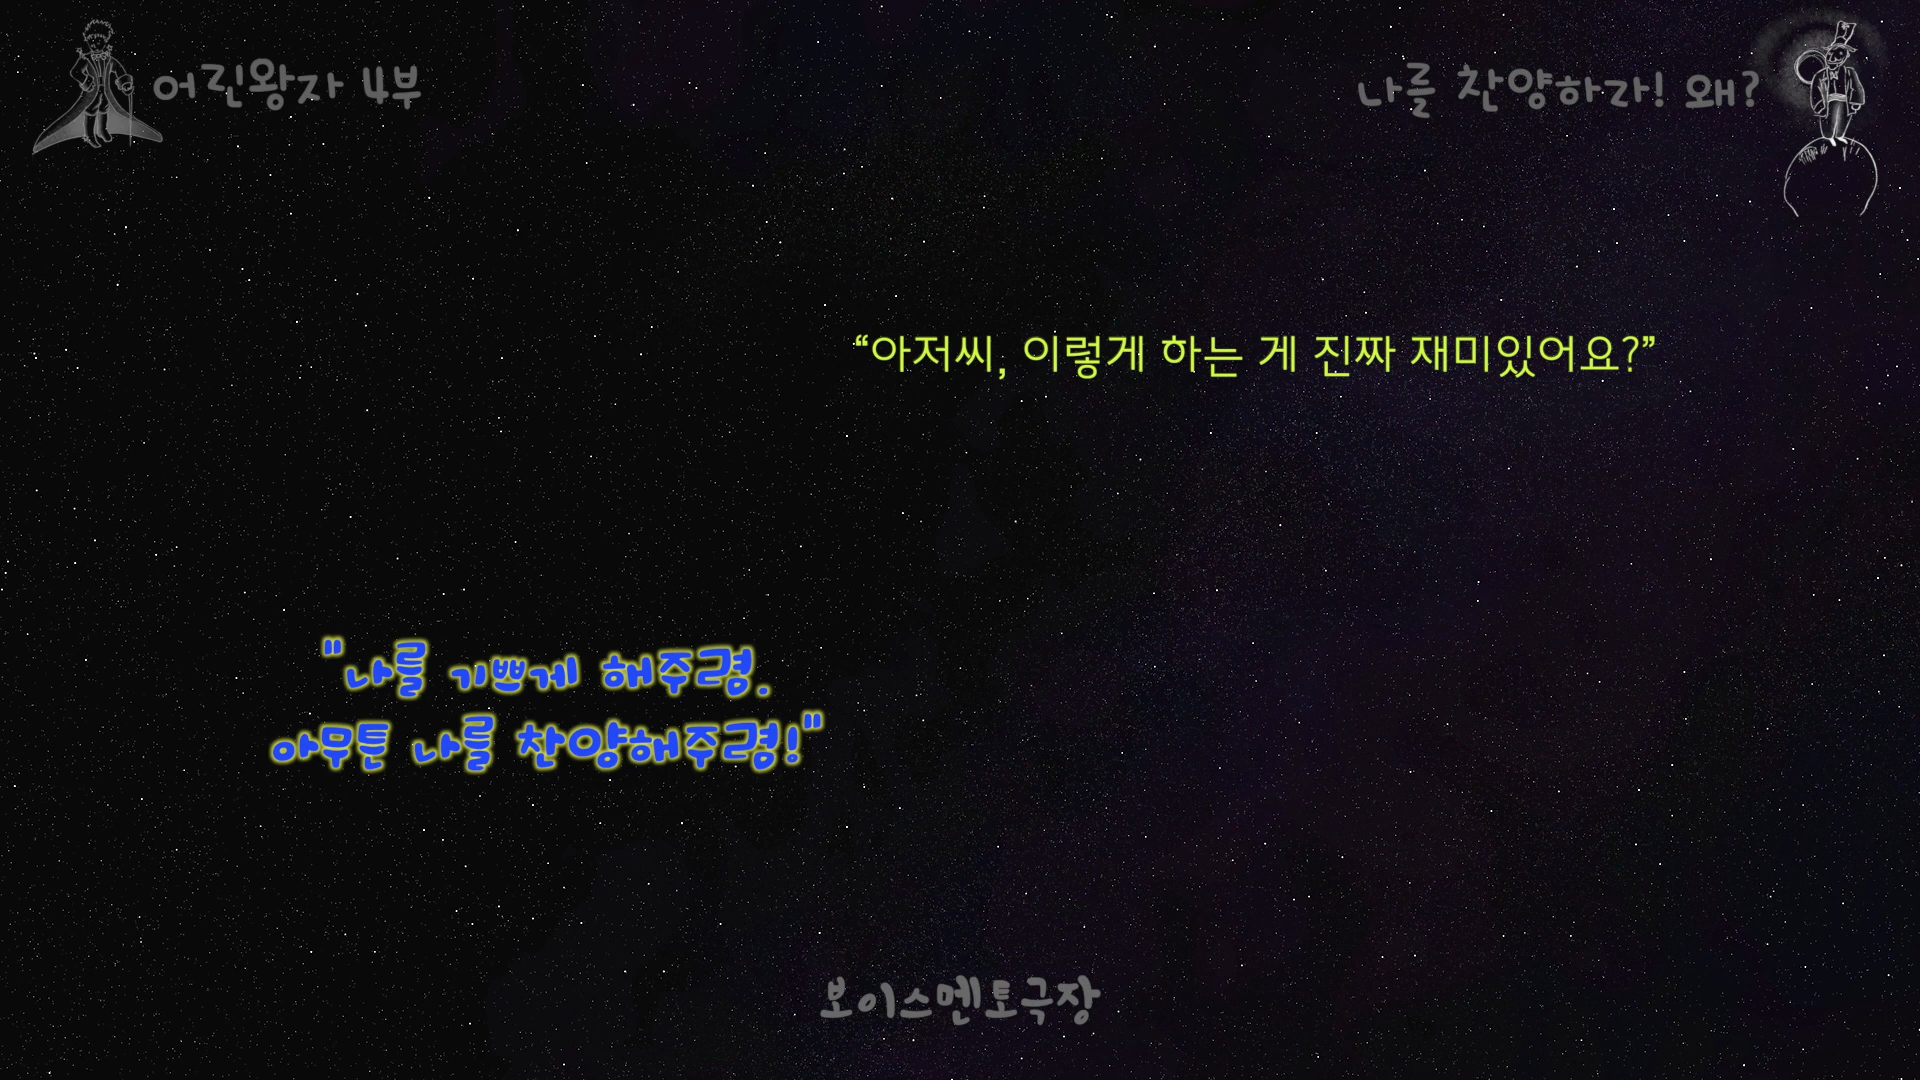 어린왕자 4부
나를 찬양하라! 왜?
“아저씨, 이렇게 하는 게 진짜 재미있어요?”
"나를 기쁘게 해주렴.
아무튼 나를 찬양해주렴!"
보이스멘토극장